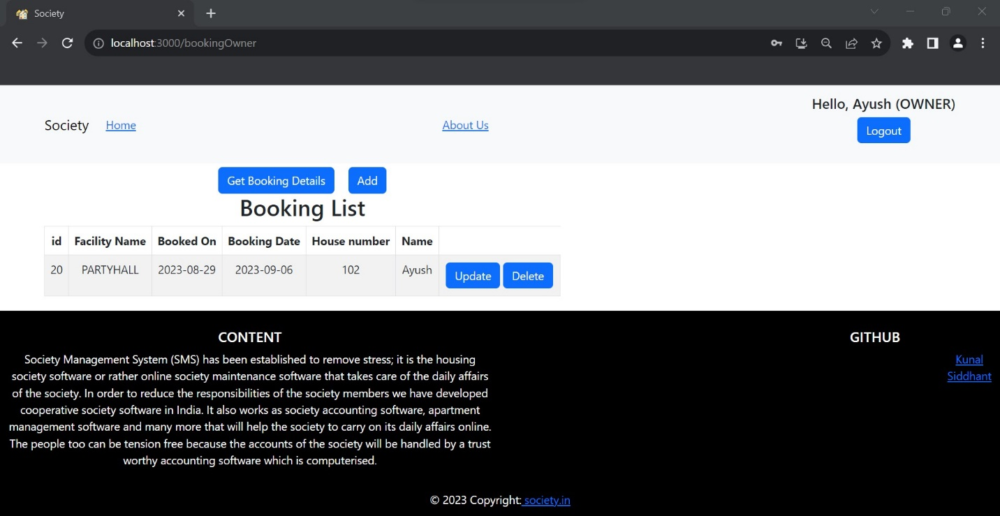 Society
localhost:3000/bookingOwner
Hello, Ayush (OWNER)
Society Home About Us
Logout
Get Booking Details Add
Booking List
id Facility Name Booked On Booking Date House number Name
20 PARTYHALL 2023-08-29 2023-09-06 102 Ayush Update Delete
CONTENT
Society Management System (SMS) has been established to remove stress; it is the housing
society software or rather online society maintenance software that takes care of the daily affairs
of the society. In order to reduce the responsibilities of the society members we have developed
cooperative society software in India. It also works as society accounting software, apartment
management software and many more that will help the society to carry on its daily affairs online.
The people too can be tension free because the accounts of the society will be handled by a trust
worthy accounting software which is computerised.
GITHUB
Kunal
Siddhant
© 2023 Copyright: society.in